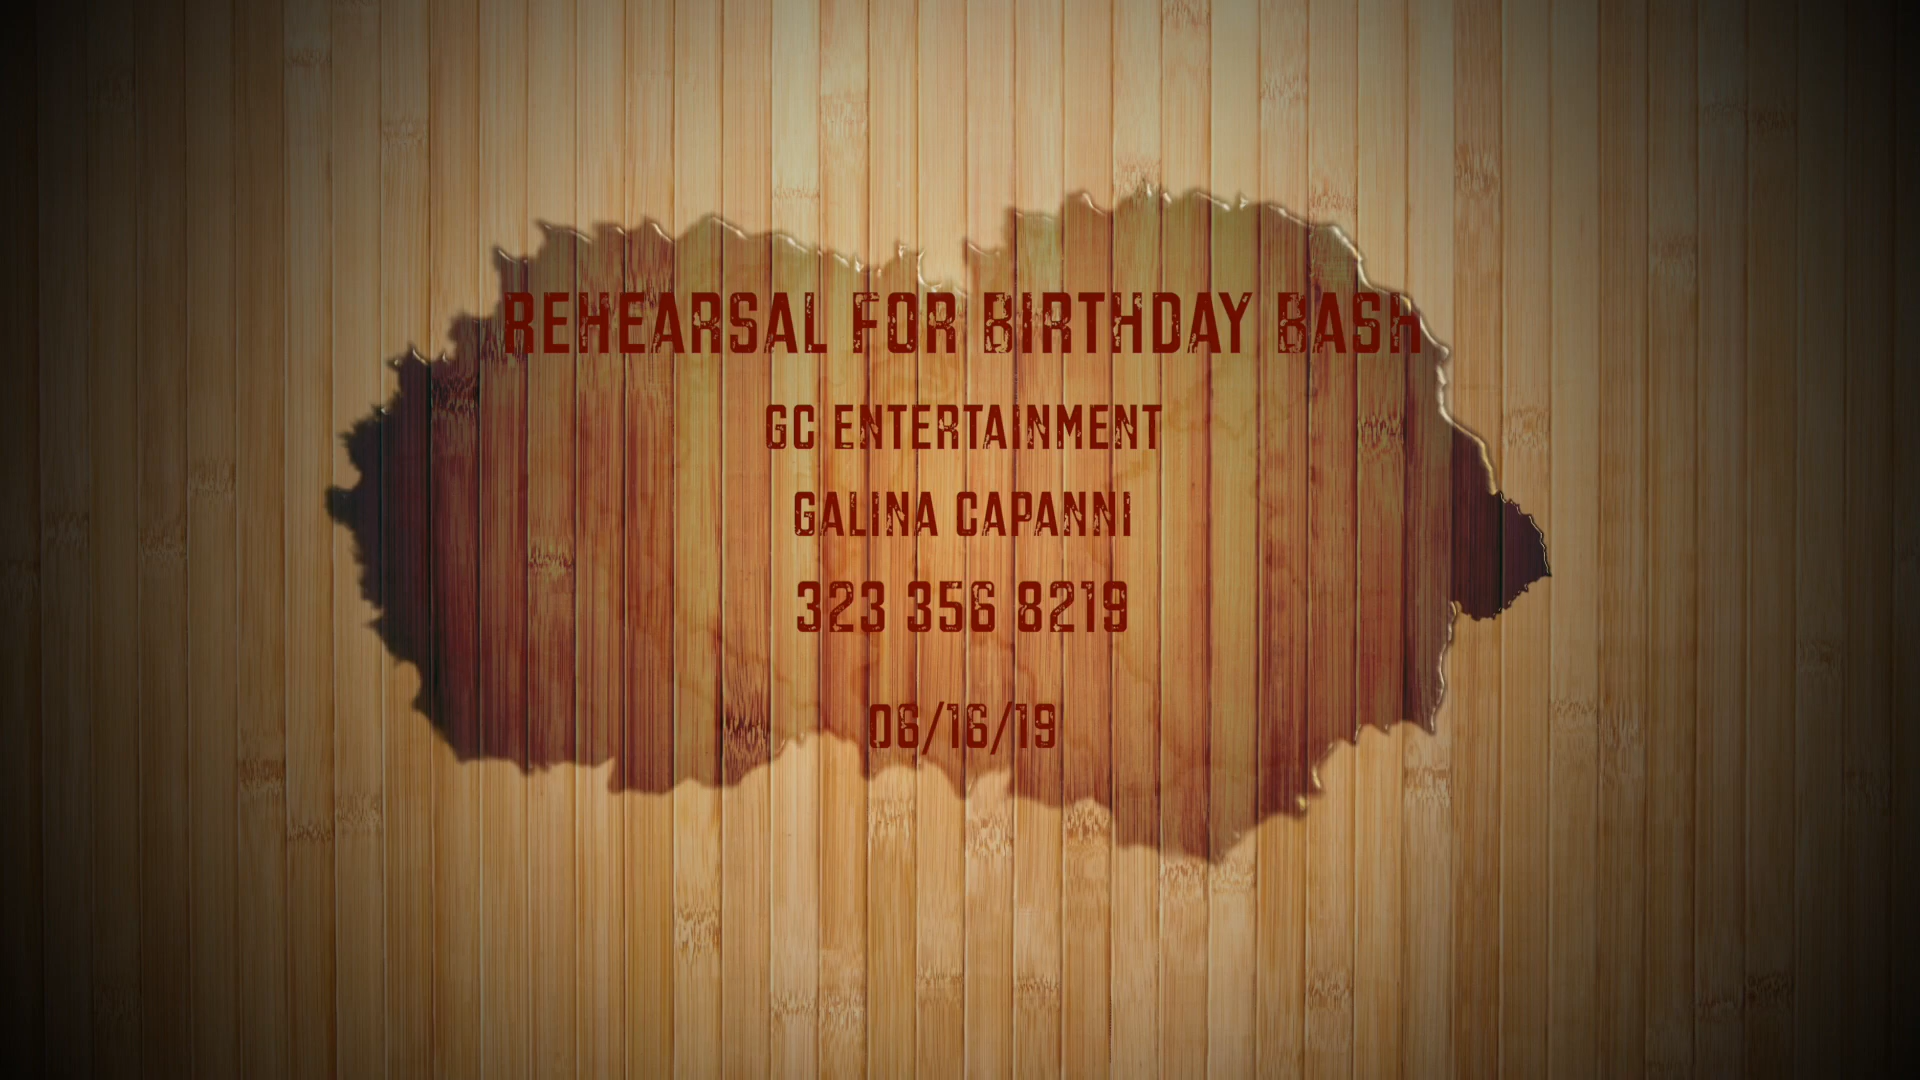 REHEARSAL FOR BIRTHDAY BASH
GC ENTERTAINMENT
GALINA CAPANNI
323 356 8219
06/16/19